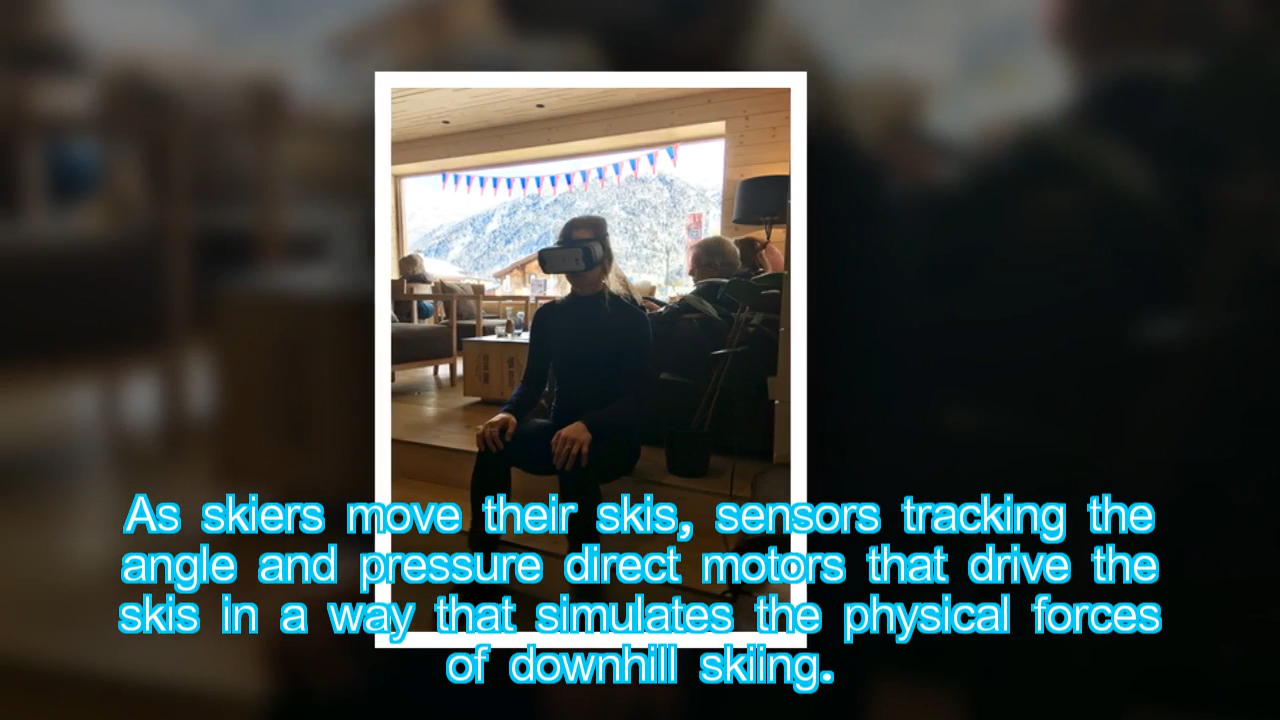 As skiers move their skis, sensors tracking the
angle and pressure direct motors that drive the
skis in a way that simulates the physical forces
of downhill skiing.